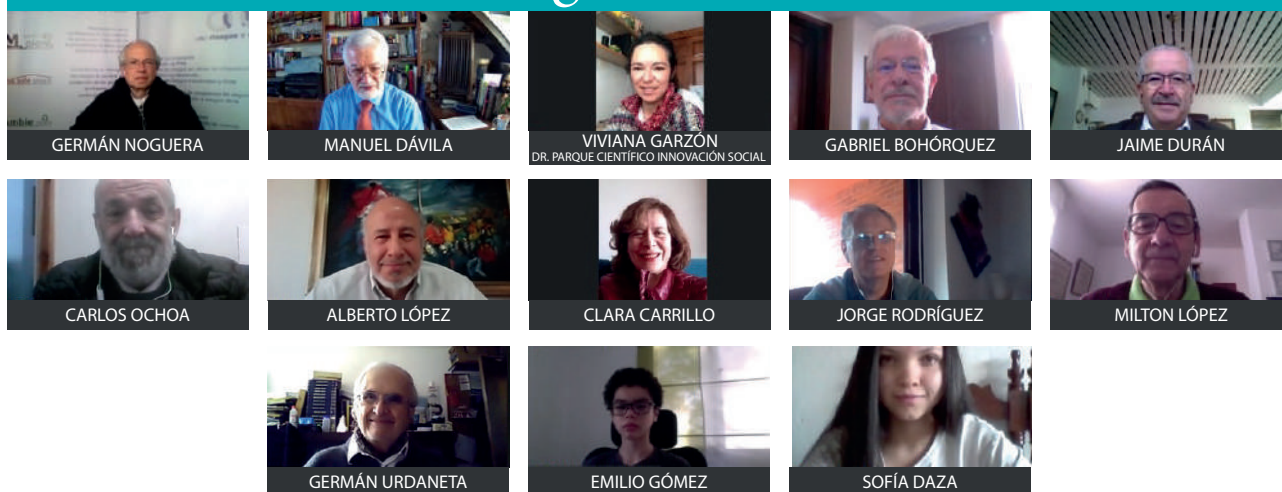 GERMÁN NOGUERA
MANUEL DÁVILA
VIVIANA GARZÓN
DR. PARQUE CIENTÍFICO INNOVACIÓN SOCIAL
GABRIEL BOHÓRQUEZ
JAIME DURÁN
CARLOS OCHOA
ALBERTO LÓPEZ
CLARA CARRILLO
JORGE RODRÍGUEZ
MILTON LÓPEZ
GERMÁN URDANETA
EMILIO GÓMEZ
SOFÍA DAZA